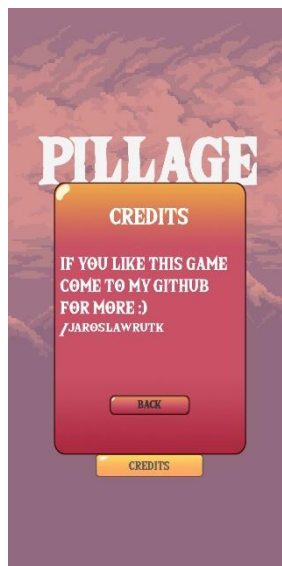 PILLAGE
CREDITS
IF YOU LIKE THIS GAME
COME TO MY GITHUB
FOR MORE :)
/JAROSLAWRUTK
BACK
CREDITS